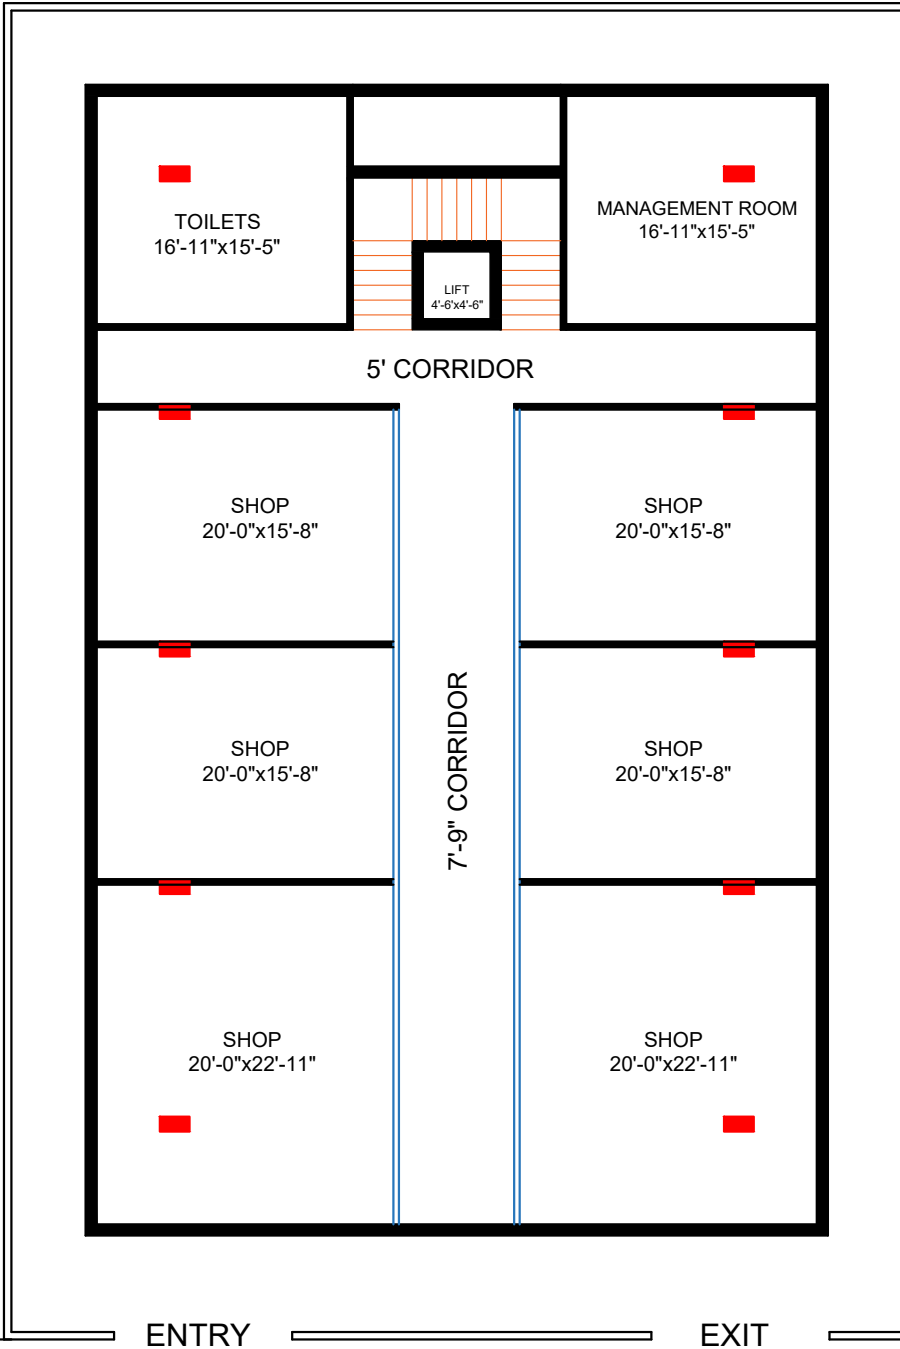 TOILETS
16'-11"x15'-5"
MANAGEMENT ROOM
16'-11"x15'-5"
LIFT
4'-6'x4'-6"
5' CORRIDOR
SHOP
20'-0"x15'-8"
SHOP
20'-0"x15'-8"
7'-9" CORRIDOR
SHOP
20'-0"x15'-8"
SHOP
20'-0"x15'-8"
SHOP
20'-0"x22'-11"
SHOP
20'-0"x22'-11"
ENTRY
EXIT